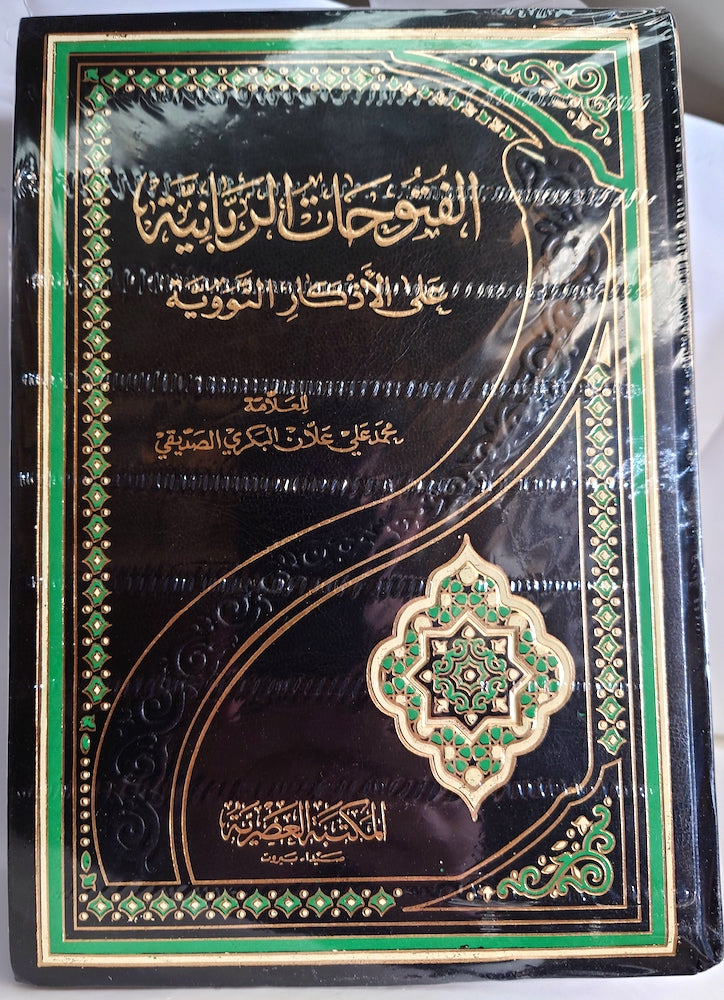 الفتوحات الربانية
على الأذكار النووية
للعلامة
محمد علي علان البكري الصديقي
المكتبة العصرية
صيدا - بيروت